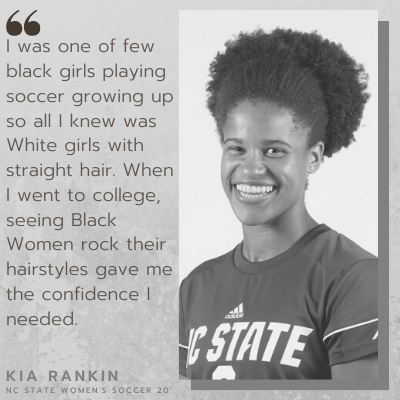 ❝
I was one of few
black girls playing
soccer growing up
so all I knew was
White girls with
straight hair. When
I went to college,
seeing Black
Women rock their
hairstyles gave me
the confidence I
needed.
KIA RANKIN
NC STATE WOMEN'S SOCCER 20'
adidas
NC STATE